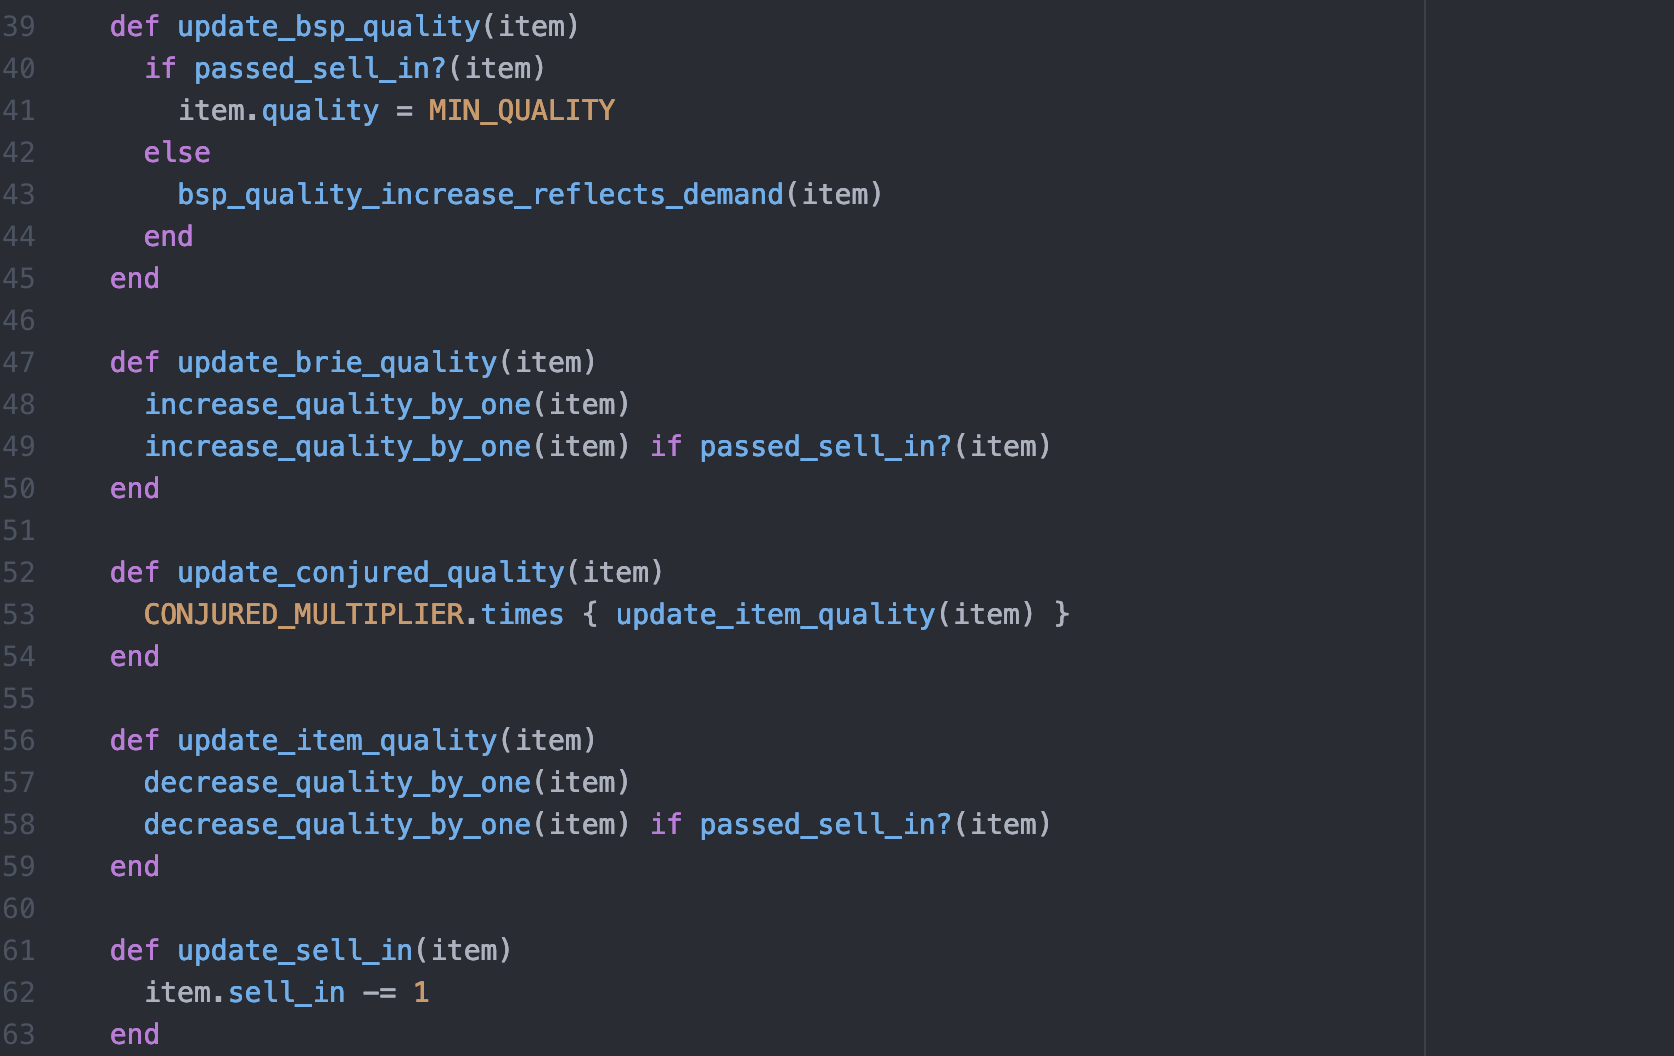 39 def update_bsp_quality(item)
40 if passed_sell_in?(item)
41 item.quality = MIN_QUALITY
42 else
43 bsp_quality_increase_reflects_demand(item)
44 end
45 end
46
47 def update_brie_quality(item)
48 increase_quality_by_one(item)
49 increase_quality_by_one(item) if passed_sell_in?(item)
50 end
51
52 def update_conjured_quality(item)
53 CONJURED_MULTIPLIER.times { update_item_quality(item) }
54 end
55
56 def update_item_quality(item)
57 decrease_quality_by_one(item)
58 decrease_quality_by_one(item) if passed_sell_in?(item)
59 end
60
61 def update_sell_in(item)
62 item.sell_in -= 1
63 end